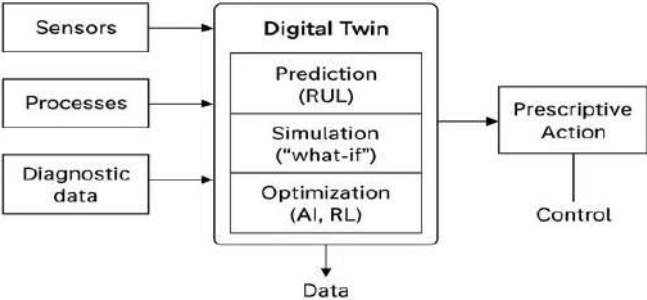 Sensors
Processes
Diagnostic
data
Digital Twin
Prediction
(RUL)
Simulation
(“what-if”)
Optimization
(AI, RL)
Data
Prescriptive
Action
Control